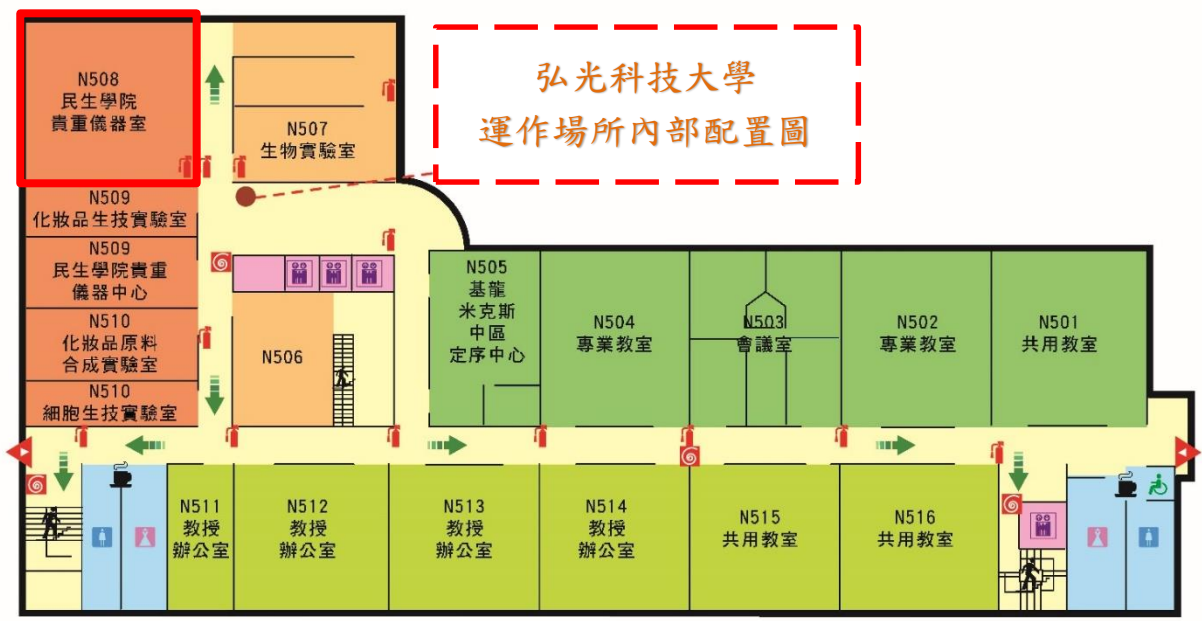 弘光科技大學
運作場所內部配置圖
N508
民生學院
貴重儀器室
N507
生物實驗室
N509
化妝品生技實驗室
N509
民生學院貴重
儀器中心
N510
化妝品原料
合成實驗室
N510
細胞生技實驗室
N506
N505
基龍
米克斯
中區
定序中心
N504
專業教室
N503
會議室
N502
專業教室
N501
共用教室
N511
教授
辦公室
N512
教授
辦公室
N513
教授
辦公室
N514
教授
辦公室
N515
共用教室
N516
共用教室